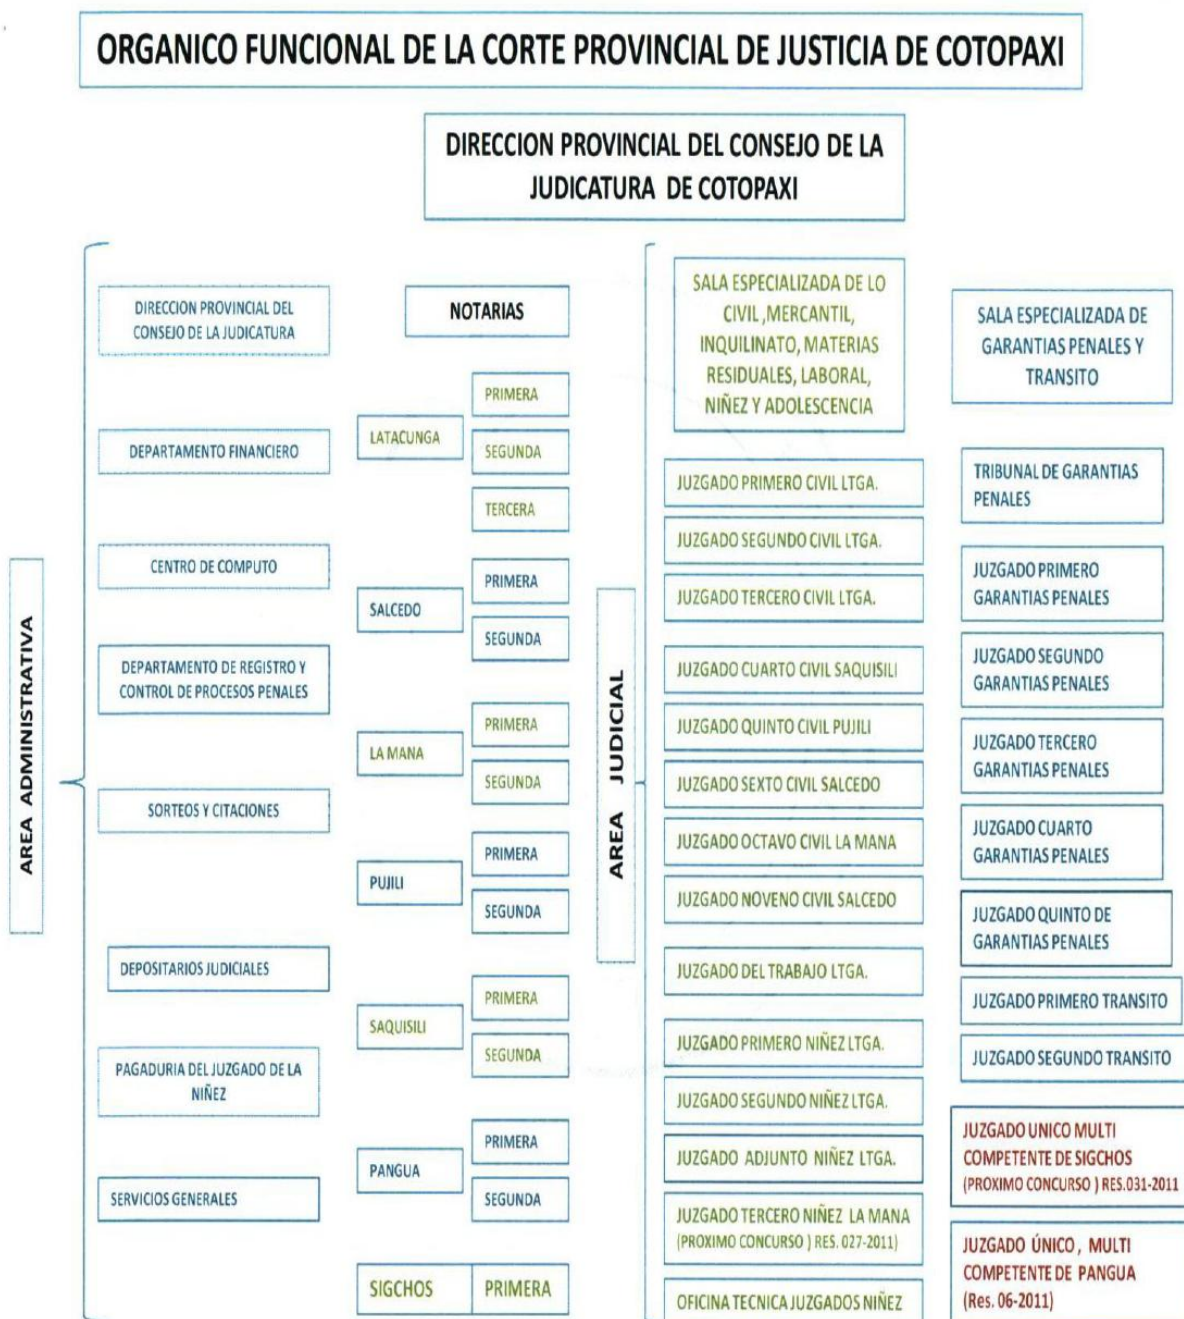 ORGANICO FUNCIONAL DE LA CORTE PROVINCIAL DE JUSTICIA DE COTOPAXI
DIRECCION PROVINCIAL DEL CONSEJO DE LA
JUDICATURA DE COTOPAXI
AREA ADMINISTRATIVA
DIRECCION PROVINCIAL DEL
CONSEJO DE LA JUDICATURA
DEPARTAMENTO FINANCIERO
CENTRO DE COMPUTO
DEPARTAMENTO DE REGISTRO Y
CONTROL DE PROCESOS PENALES
SORTEOS Y CITACIONES
DEPOSITARIOS JUDICIALES
PAGADURIA DEL JUZGADO DE LA
NIÑEZ
SERVICIOS GENERALES
NOTARIAS
LATACUNGA
PRIMERA
SEGUNDA
TERCERA
SALCEDO
PRIMERA
SEGUNDA
LA MANA
PRIMERA
SEGUNDA
PUJILI
PRIMERA
SEGUNDA
SAQUISILI
PRIMERA
SEGUNDA
PANGUA
PRIMERA
SEGUNDA
SIGCHOS
PRIMERA
AREA JUDICIAL
SALA ESPECIALIZADA DE LO
CIVIL ,MERCANTIL,
INQUILINATO, MATERIAS
RESIDUALES, LABORAL,
NIÑEZ Y ADOLESCENCIA
JUZGADO PRIMERO CIVIL LTGA.
JUZGADO SEGUNDO CIVIL LTGA.
JUZGADO TERCERO CIVIL LTGA.
JUZGADO CUARTO CIVIL SAQUISILI
JUZGADO QUINTO CIVIL PUJILI
JUZGADO SEXTO CIVIL SALCEDO
JUZGADO OCTAVO CIVIL LA MANA
JUZGADO NOVENO CIVIL SALCEDO
JUZGADO DEL TRABAJO LTGA.
JUZGADO PRIMERO NIÑEZ LTGA.
JUZGADO SEGUNDO NIÑEZ LTGA.
JUZGADO ADJUNTO NIÑEZ LTGA.
JUZGADO TERCERO NIÑEZ LA MANA
(PROXIMO CONCURSO ) RES. 027-2011)
OFICINA TECNICA JUZGADOS NIÑEZ
SALA ESPECIALIZADA DE
GARANTIAS PENALES Y
TRANSITO
TRIBUNAL DE GARANTIAS
PENALES
JUZGADO PRIMERO
GARANTIAS PENALES
JUZGADO SEGUNDO
GARANTIAS PENALES
JUZGADO TERCERO
GARANTIAS PENALES
JUZGADO CUARTO
GARANTIAS PENALES
JUZGADO QUINTO DE
GARANTIAS PENALES
JUZGADO PRIMERO TRANSITO
JUZGADO SEGUNDO TRANSITO
JUZGADO UNICO MULTI
COMPETENTE DE SIGCHOS
(PROXIMO CONCURSO ) RES.031-2011
JUZGADO ÚNICO , MULTI
COMPETENTE DE PANGUA
(Res. 06-2011)